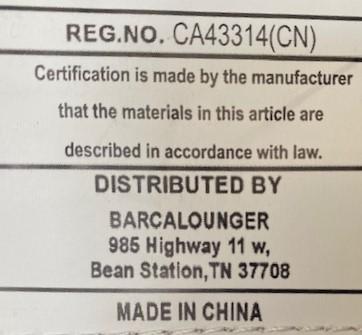 REG.NO. CA43314(CN)
Certification is made by the manufacturer
that the materials in this article are
described in accordance with law.
DISTRIBUTED BY
BARCALOUNGER
985 Highway 11 w,
Bean Station,TN 37708
MADE IN CHINA